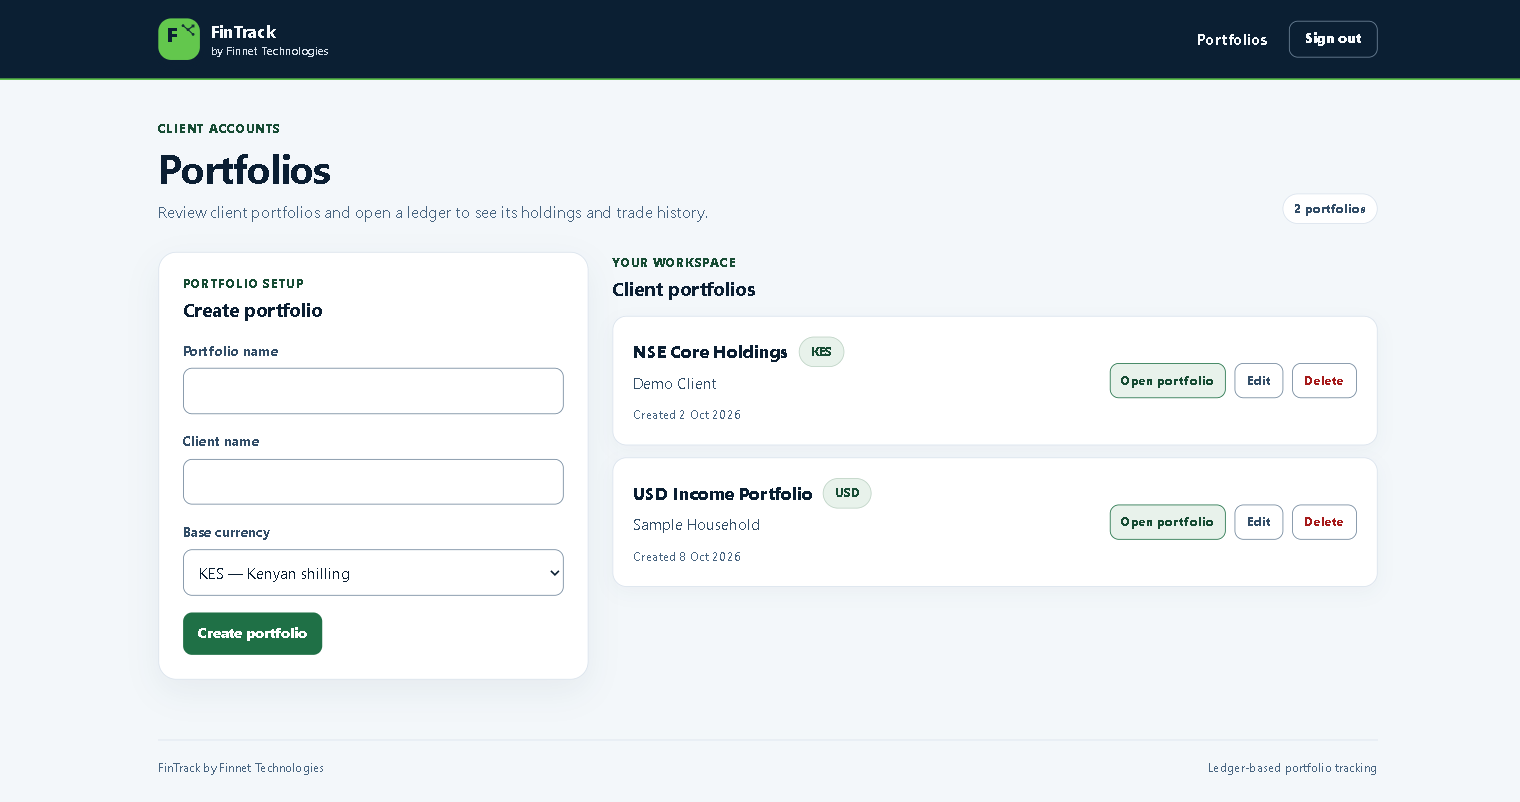 F
FinTrack
by Finnet Technologies
Portfolios
Sign out
CLIENT ACCOUNTS
Portfolios
Review client portfolios and open a ledger to see its holdings and trade history.
2 portfolios
PORTFOLIO SETUP
Create portfolio
Portfolio name
Client name
Base currency
KES — Kenyan shilling
Create portfolio
YOUR WORKSPACE
Client portfolios
NSE Core Holdings KES
Demo Client
Created 2 Oct 2026
Open portfolio Edit Delete
USD Income Portfolio USD
Sample Household
Created 8 Oct 2026
Open portfolio Edit Delete
FinTrack by Finnet Technologies
Ledger-based portfolio tracking